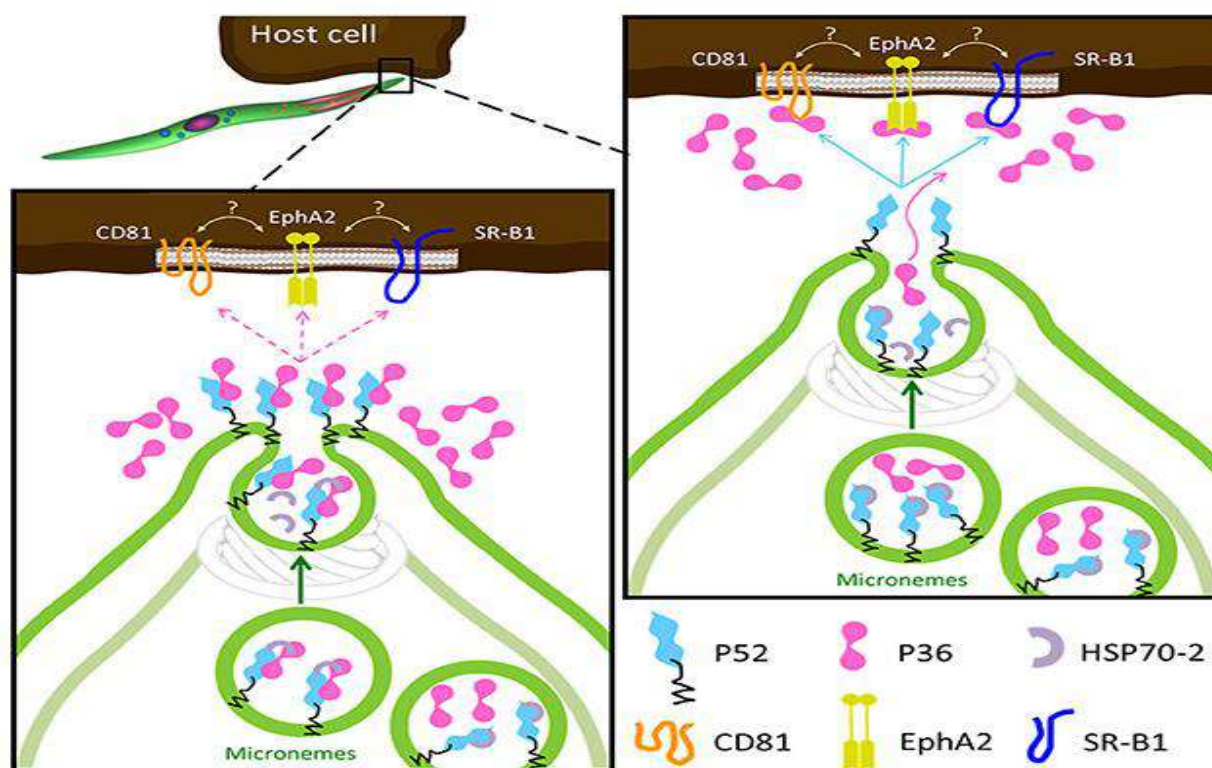 Host cell
?
EphA2
?
CD81
SR-B1
Micronemes
?
EphA2
?
CD81
SR-B1
Micronemes
P52
P36
HSP70-2
CD81
EphA2
SR-B1